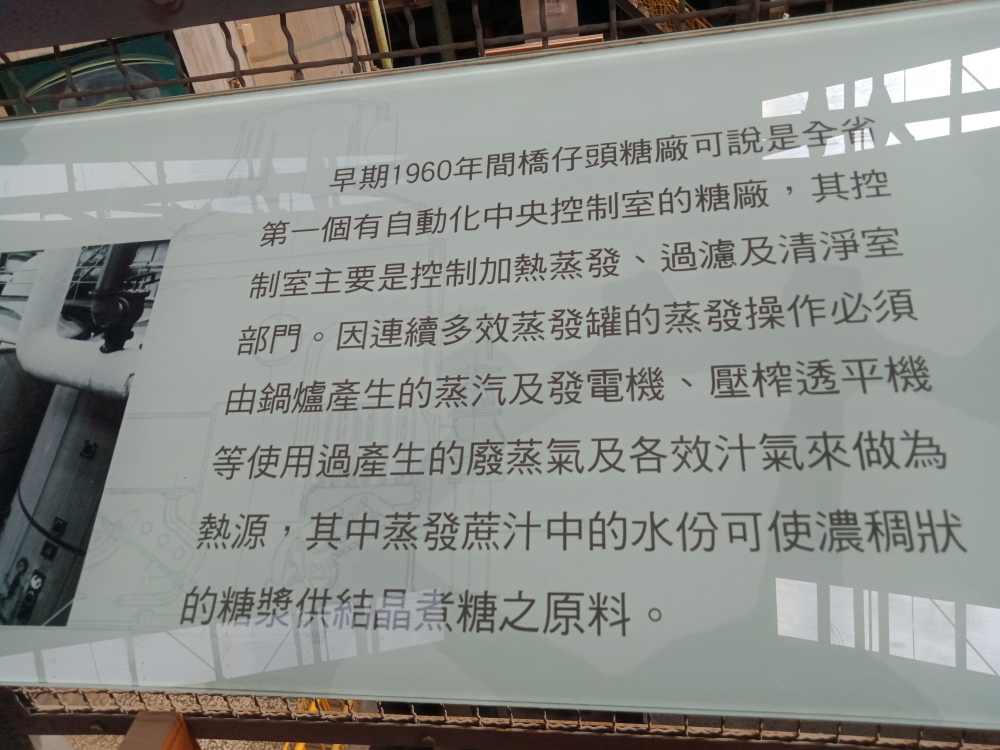 早期1960年間橋仔頭糖廠可說是全省
第一個有自動化中央控制室的糖廠，其控
制室主要是控制加熱蒸發、過濾及清淨室
部門。因連續多效蒸發罐的蒸發操作必須
由鍋爐產生的蒸汽及發電機、壓榨透平機
等使用過產生的廢蒸氣及各效汁氣來做為
熱源，其中蒸發蔗汁中的水份可使濃稠狀
的糖漿供結晶煮糖之原料。